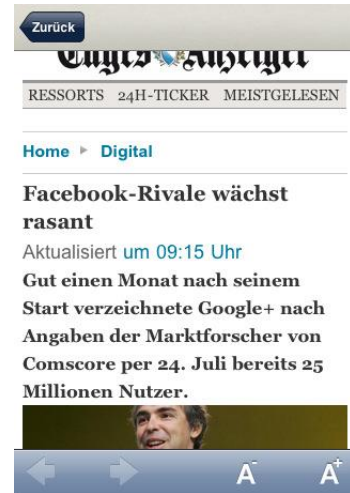 Zurück
RESSORTS 24H-TICKER MEISTGELESEN
Home Digital
Facebook-Rivale wächst
rasant
Aktualisiert um 09:15 Uhr
Gut einen Monat nach seinem
Start verzeichnete Google+ nach
Angaben der Marktforscher von
Comscore per 24. Juli bereits 25
Millionen Nutzer.
A- A+